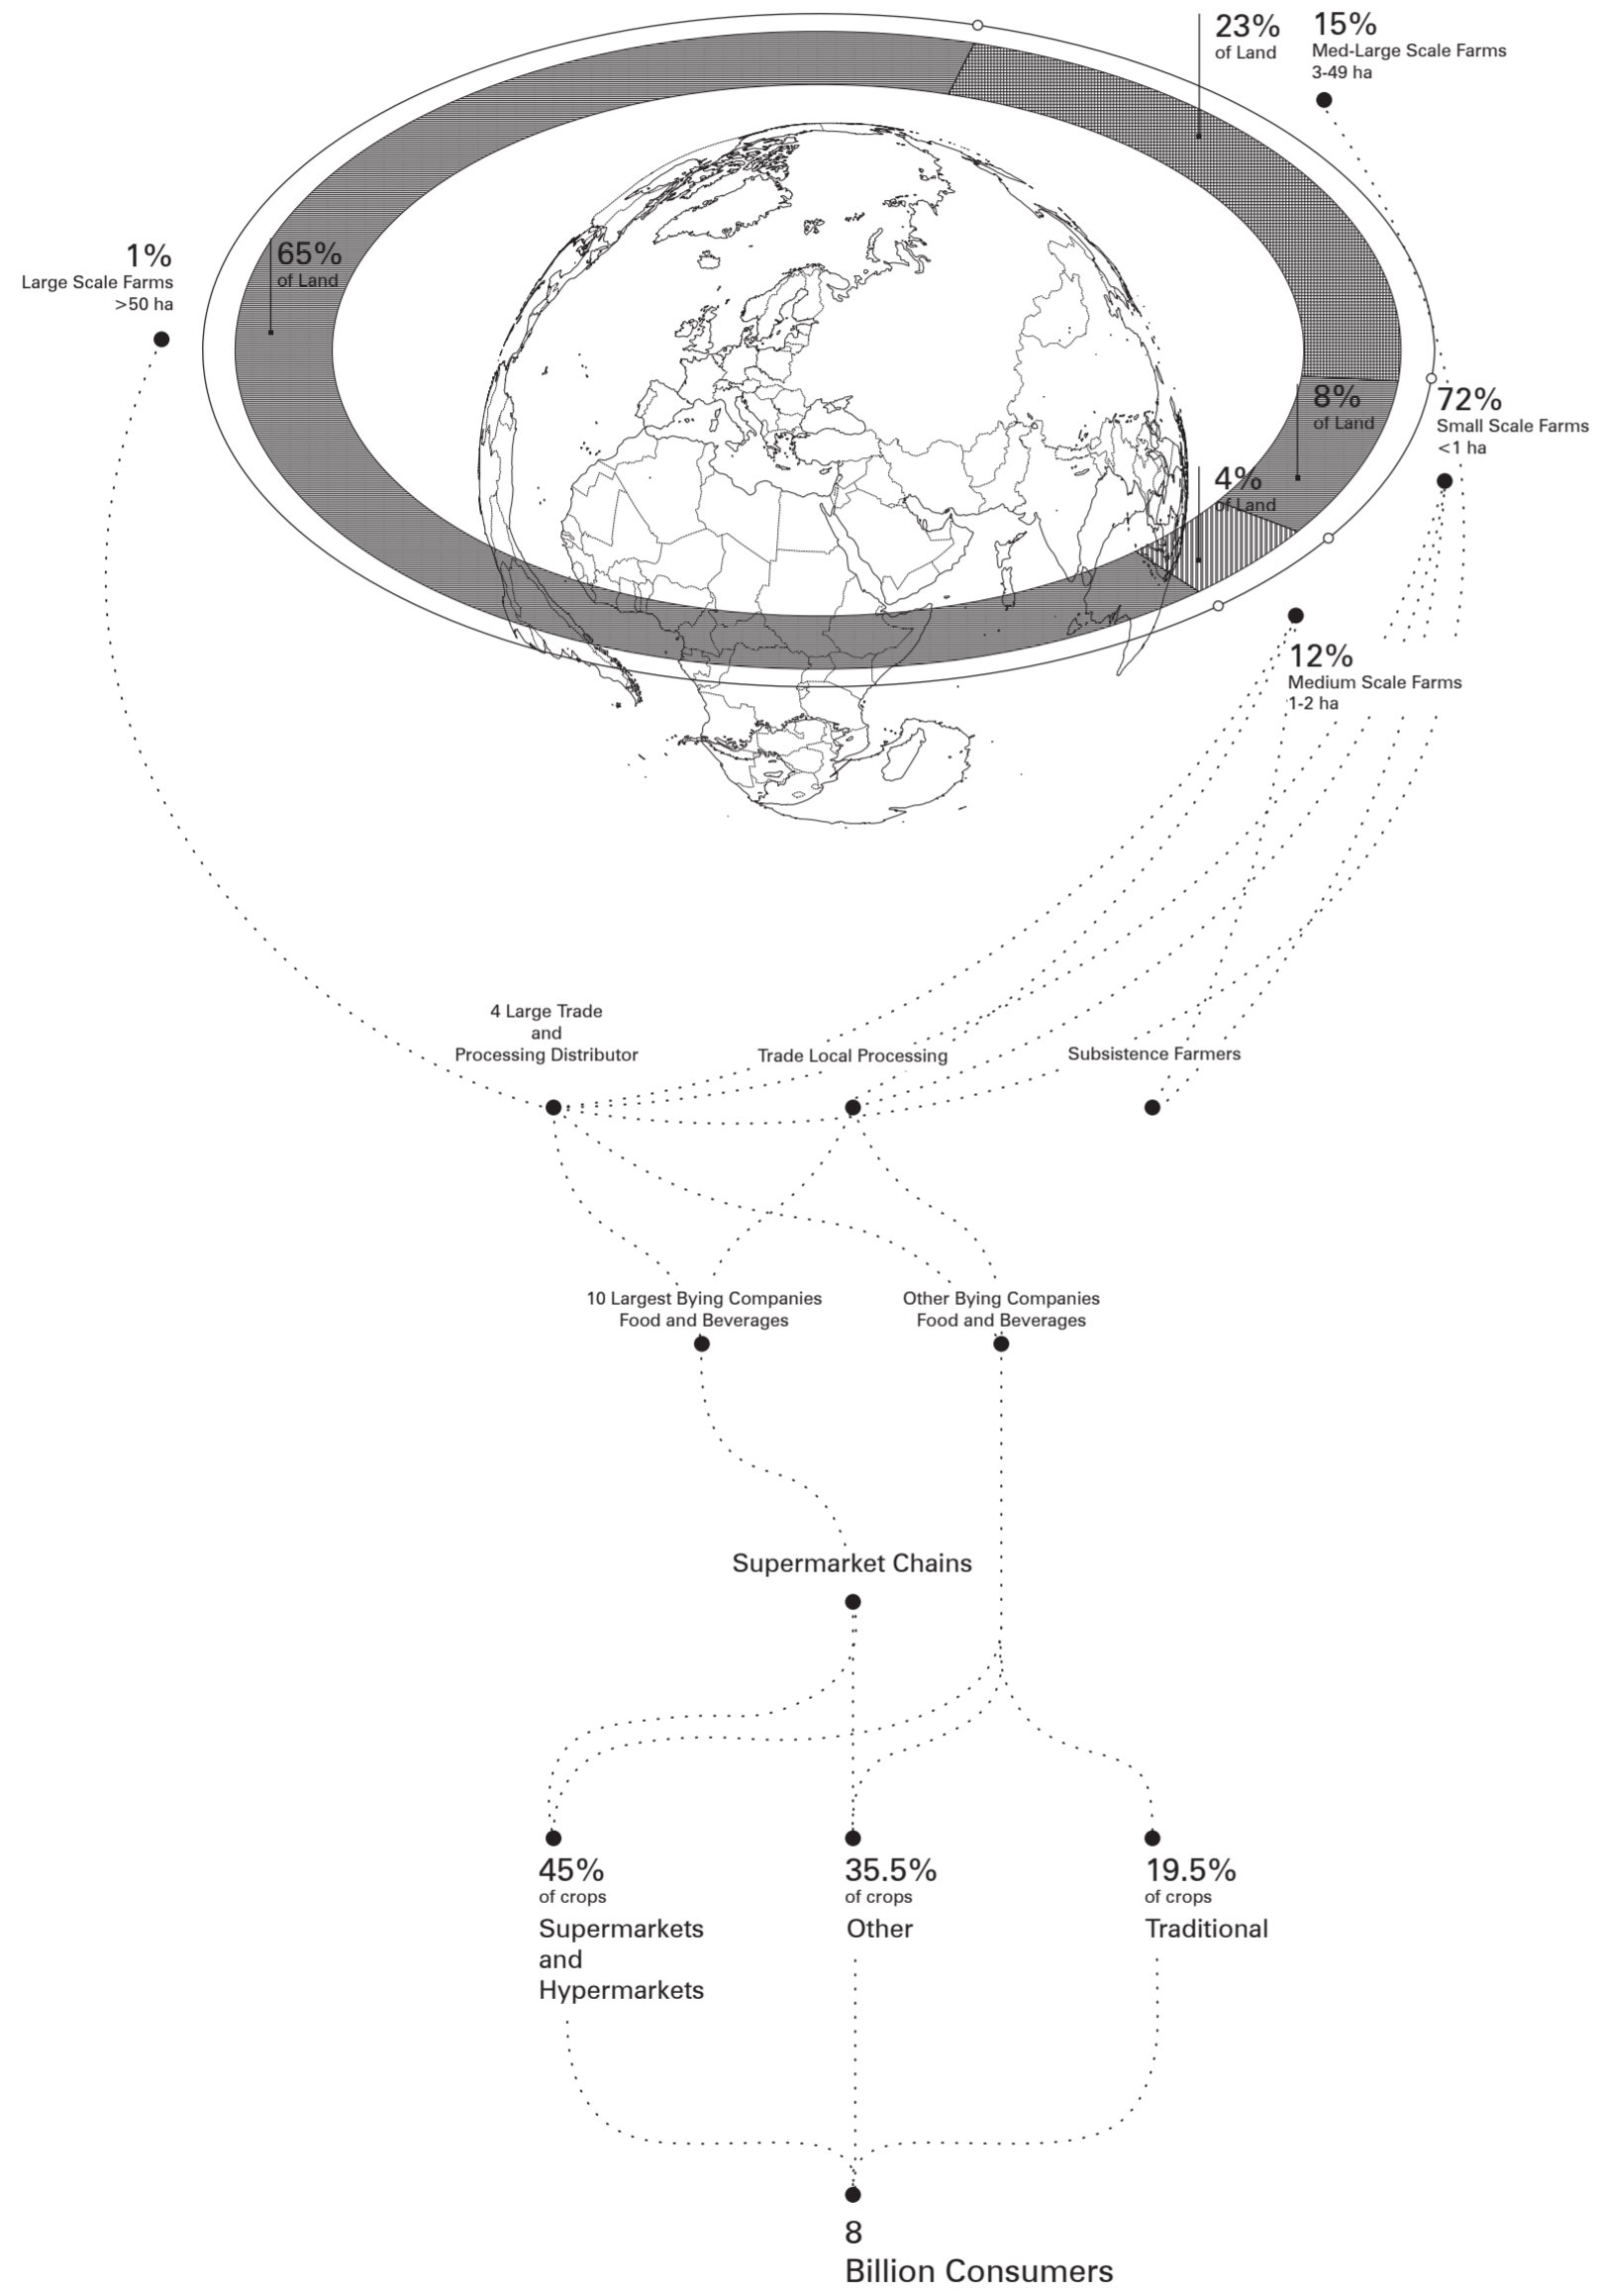 23%
of Land
15%
Med-Large Scale Farms
3-49 ha
1%
Large Scale Farms
>50 ha
65%
of Land
8%
of Land
72%
Small Scale Farms
<1 ha
4%
of Land
12%
Medium Scale Farms
1-2 ha
4 Large Trade
and
Processing Distributor
Trade Local Processing
Subsistence Farmers
10 Largest Bying Companies
Food and Beverages
Other Bying Companies
Food and Beverages
Supermarket Chains
45%
of crops
Supermarkets
and
Hypermarkets
35.5%
of crops
Other
19.5%
of crops
Traditional
8
Billion Consumers